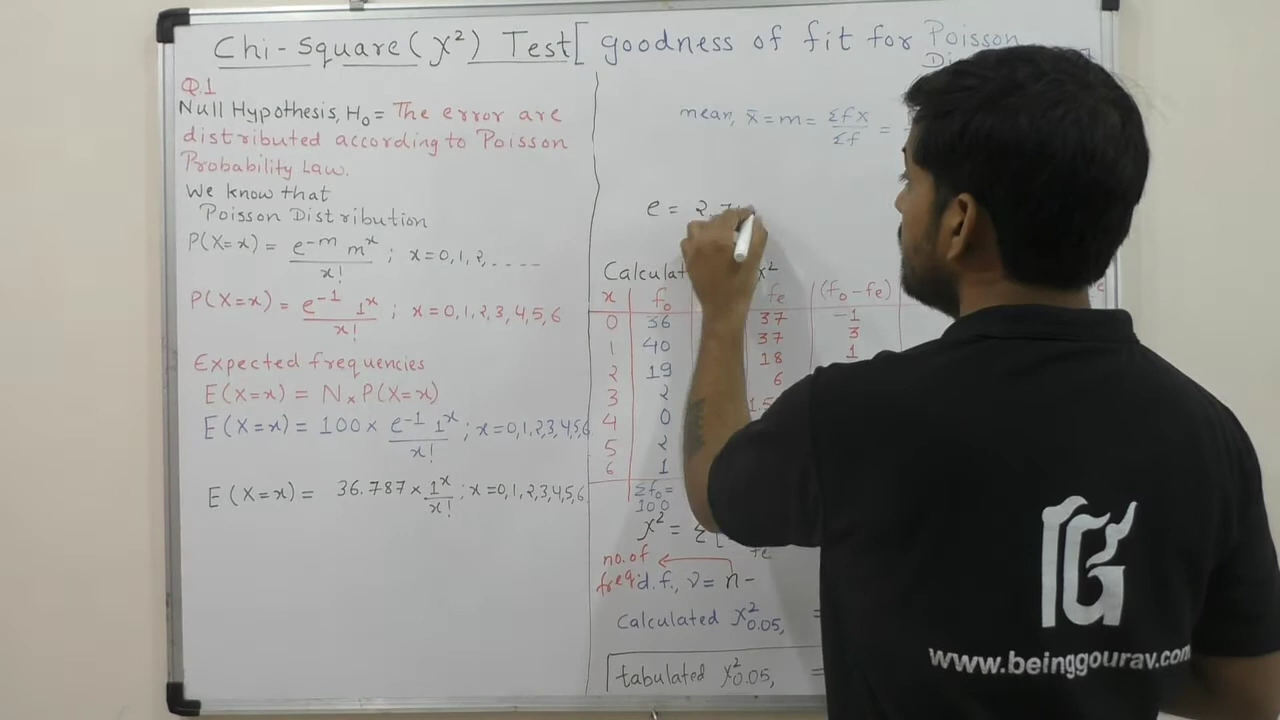 Chi-Square (χ²) Test [ goodness of fit for Poisson
Q.1
Null Hypothesis, H₀ = The error are
distributed according to Poisson
Probability Law.
We know that
Poisson Distribution
P(X=x) = e^-m m^x / x! ; x=0,1,2,----
P(X=x) = e^-1 1^x / x! ; x=0,1,2,3,4,5,6
Expected frequencies
E(X=x) = N × P(X=x)
E(X=x) = 100 × e^-1 1^x / x! ; x=0,1,2,3,4,5,6
E(X=x) = 36.787 × 1^x / x! ; x=0,1,2,3,4,5,6
mean, x̄ = m = Σfx / Σf =
e = 2.7
x f₀ fe (f₀-fe)
0 36 37 -1
1 40 37 3
2 19 18 1
3 2 6
4 0
5 2
6 1
Σf₀=
100
χ² = Σ
fe
no. of
freq d.f., ν = n -
Calculated χ²0.05, =
tabulated χ²0.05, =
www.beinggourav.com